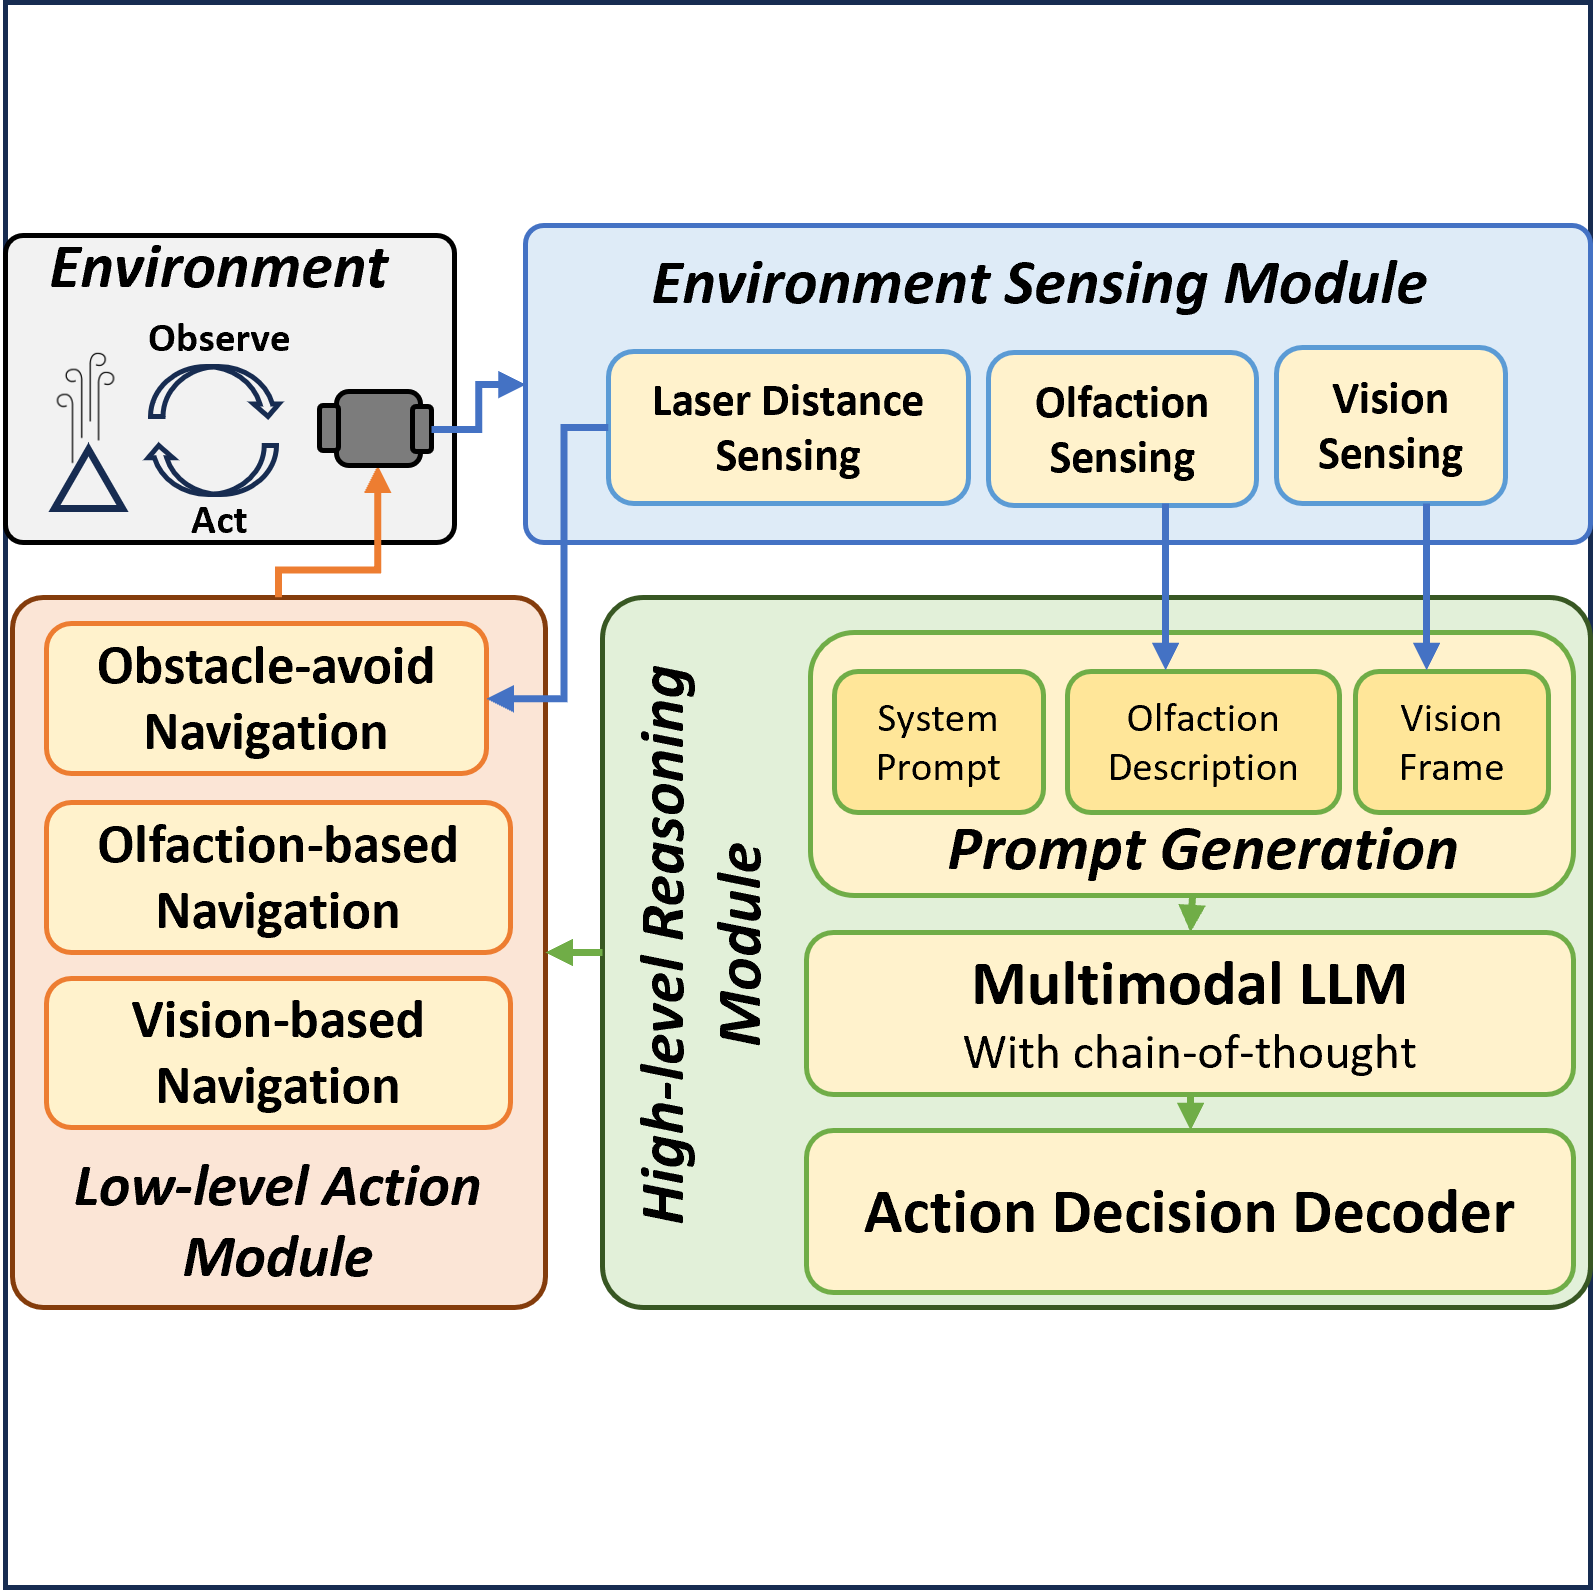 Environment
Observe
Act
Environment Sensing Module
Laser Distance
Sensing
Olfaction
Sensing
Vision
Sensing
Obstacle-avoid
Navigation
Olfaction-based
Navigation
Vision-based
Navigation
Low-level Action
Module
High-level Reasoning
Module
System
Prompt
Olfaction
Description
Vision
Frame
Prompt Generation
Multimodal LLM
With chain-of-thought
Action Decision Decoder